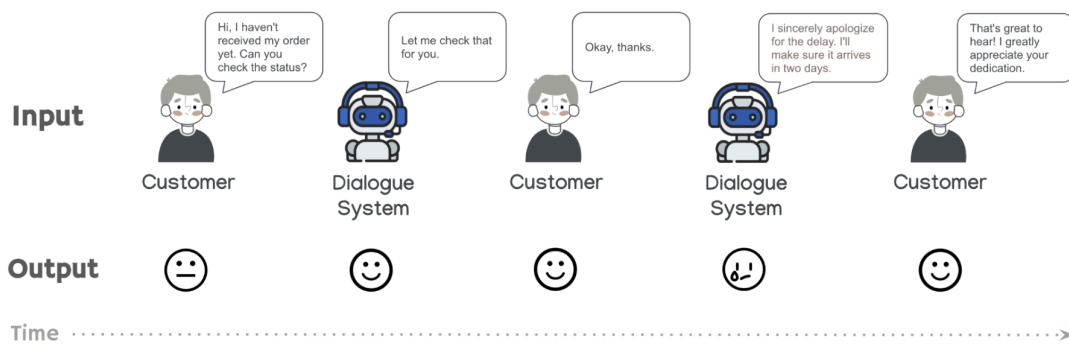 Hi, I haven't
received my order
yet. Can you
check the status?
Let me check that
for you.
Okay, thanks.
I sincerely apologize
for the delay. I'll
make sure it arrives
in two days.
That's great to
hear! I greatly
appreciate your
dedication.
Input
Customer
Dialogue
System
Customer
Dialogue
System
Customer
Output
Time